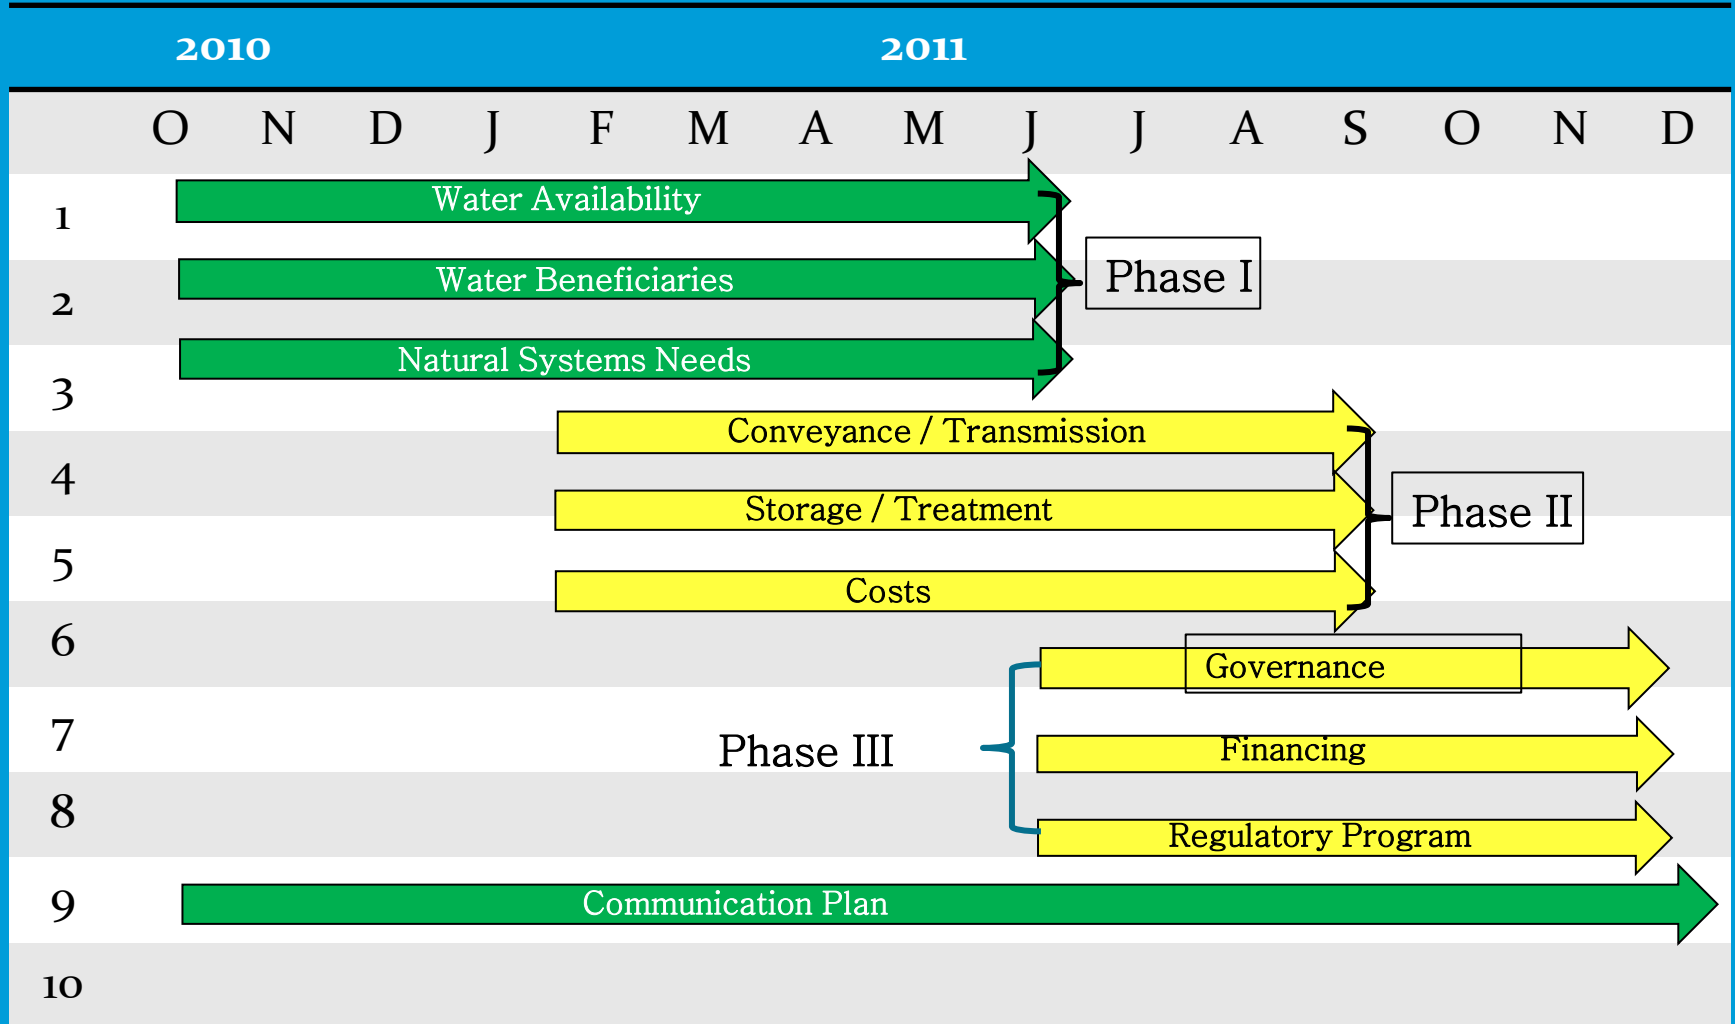 2010 2011
O N D J F M A M J J A S O N D
1 Water Availability
2 Water Beneficiaries
Phase I
3 Natural Systems Needs
Conveyance / Transmission
4
Storage / Treatment
Phase II
5
Costs
6 Governance
7 Financing
Phase III
8 Regulatory Program
9 Communication Plan
10